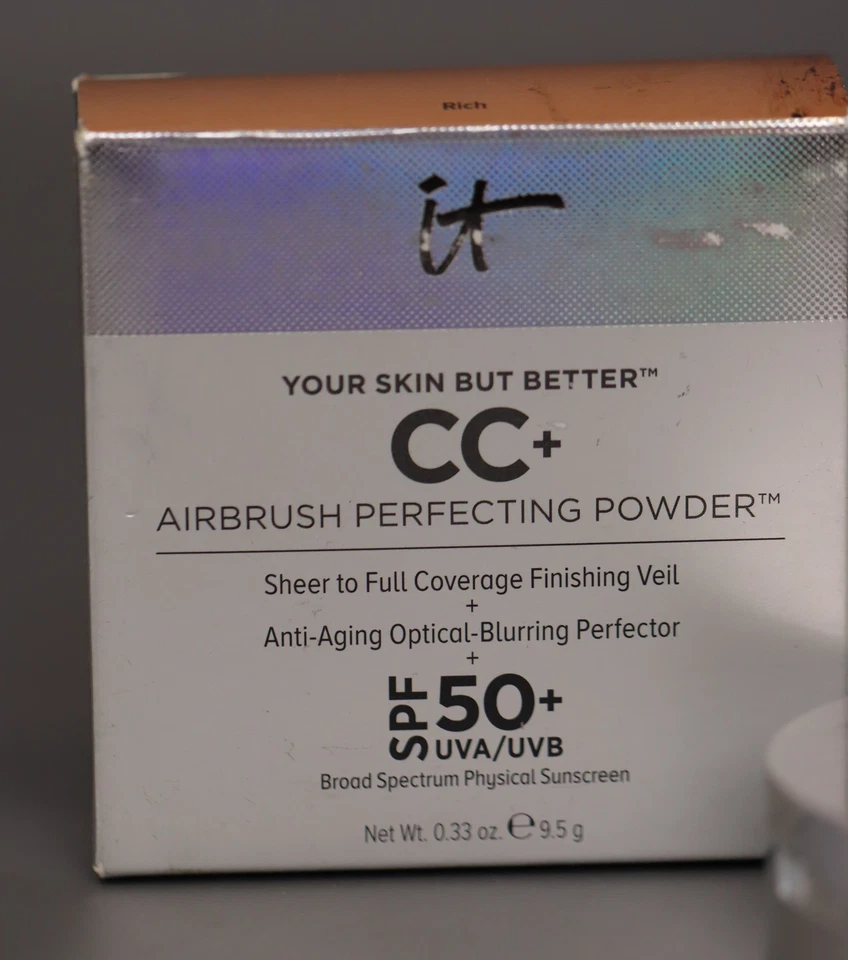 Rich
it
YOUR SKIN BUT BETTER™
CC+
AIRBRUSH PERFECTING POWDER™
Sheer to Full Coverage Finishing Veil
+
Anti-Aging Optical-Blurring Perfector
+
SPF 50+
UVA/UVB
Broad Spectrum Physical Sunscreen
Net Wt. 0.33 oz. ℮ 9.5 g